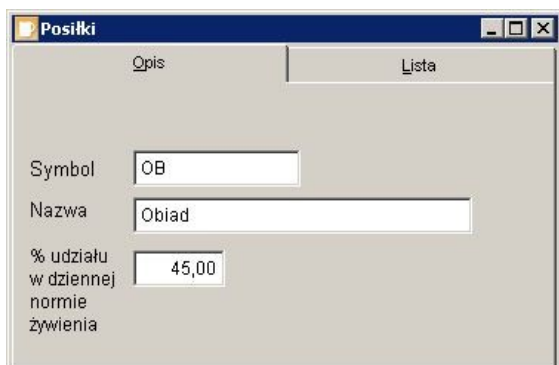 Posiłki
Opis Lista
Symbol OB
Nazwa Obiad
% udziału
w dziennej 45,00
normie
żywienia